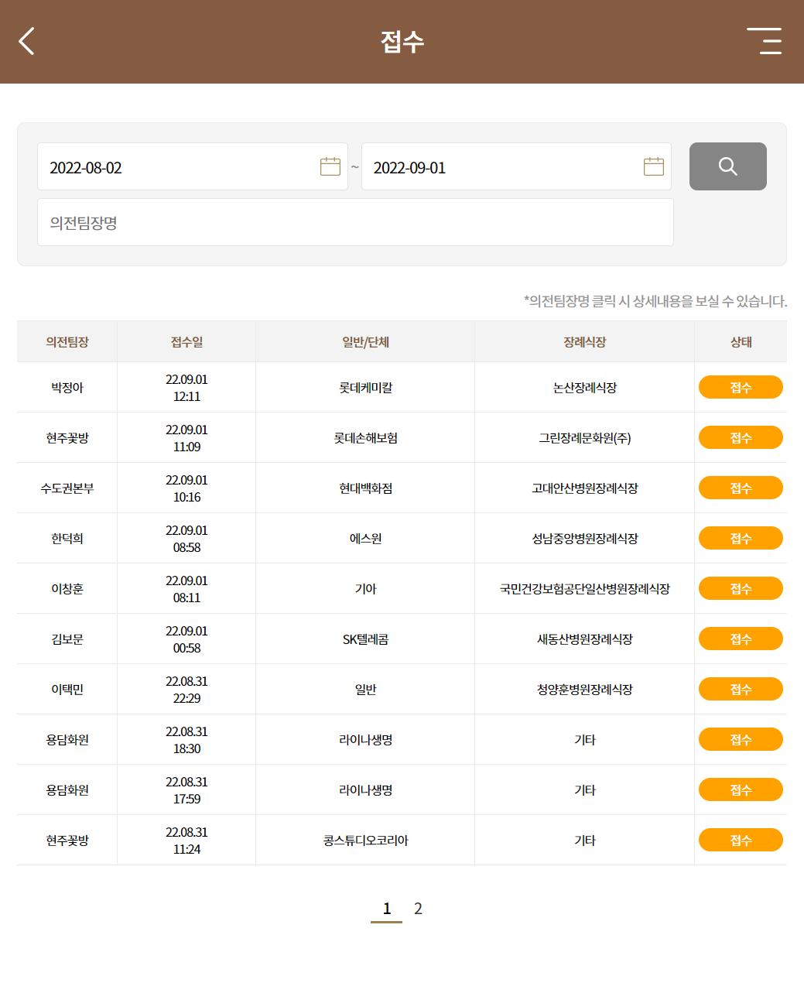 접수
2022-08-02 ~ 2022-09-01
의전팀장명
*의전팀장명 클릭 시 상세내용을 보실 수 있습니다.
의전팀장 접수일 일반/단체 장례식장 상태
박정아 22.09.01 12:11 롯데케미칼 논산장례식장 접수
현주꽃방 22.09.01 11:09 롯데손해보험 그린장례문화원(주) 접수
수도권본부 22.09.01 10:16 현대백화점 고대안산병원장례식장 접수
한덕희 22.09.01 08:58 에스원 성남중앙병원장례식장 접수
이창훈 22.09.01 08:11 기아 국민건강보험공단일산병원장례식장 접수
김보문 22.09.01 00:58 SK텔레콤 새동산병원장례식장 접수
이택민 22.08.31 22:29 일반 청양훈병원장례식장 접수
용담화원 22.08.31 18:30 라이나생명 기타 접수
용담화원 22.08.31 17:59 라이나생명 기타 접수
현주꽃방 22.08.31 11:24 콩스튜디오코리아 기타 접수
1 2